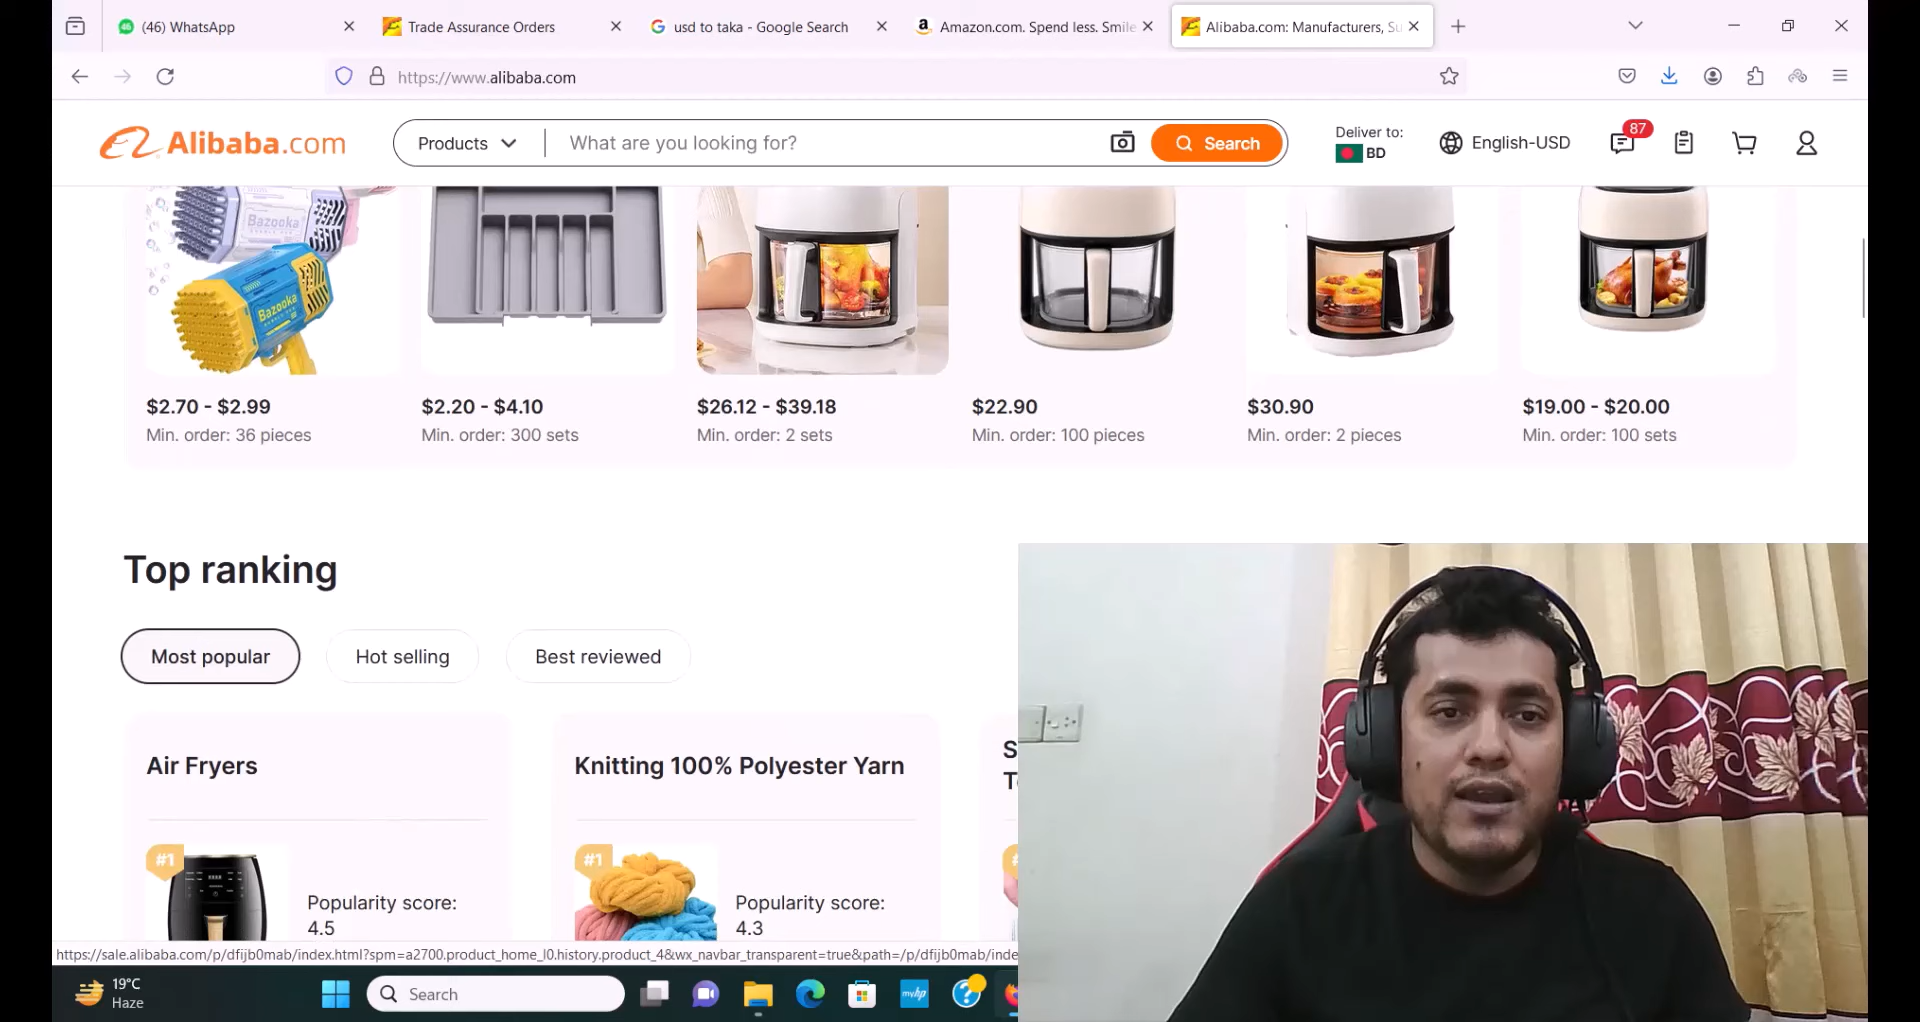 (46) WhatsApp
Trade Assurance Orders
usd to taka - Google Search
Amazon.com. Spend less. Smile
Alibaba.com: Manufacturers, Su
https://www.alibaba.com
Alibaba.com
Products
What are you looking for?
Search
Deliver to:
BD
English-USD
87
Bazooka
Bazooka
$2.70 - $2.99
Min. order: 36 pieces
$2.20 - $4.10
Min. order: 300 sets
$26.12 - $39.18
Min. order: 2 sets
$22.90
Min. order: 100 pieces
$30.90
Min. order: 2 pieces
$19.00 - $20.00
Min. order: 100 sets
Top ranking
Most popular
Hot selling
Best reviewed
Air Fryers
Knitting 100% Polyester Yarn
#1
Popularity score:
4.5
#1
Popularity score:
4.3
https://sale.alibaba.com/p/dfijb0mab/index.html?spm=a2700.product_home_l0.history.product_4&wx_navbar_transparent=true&path=/p/dfijb0mab/inde
19°C
Haze
Search
myhp